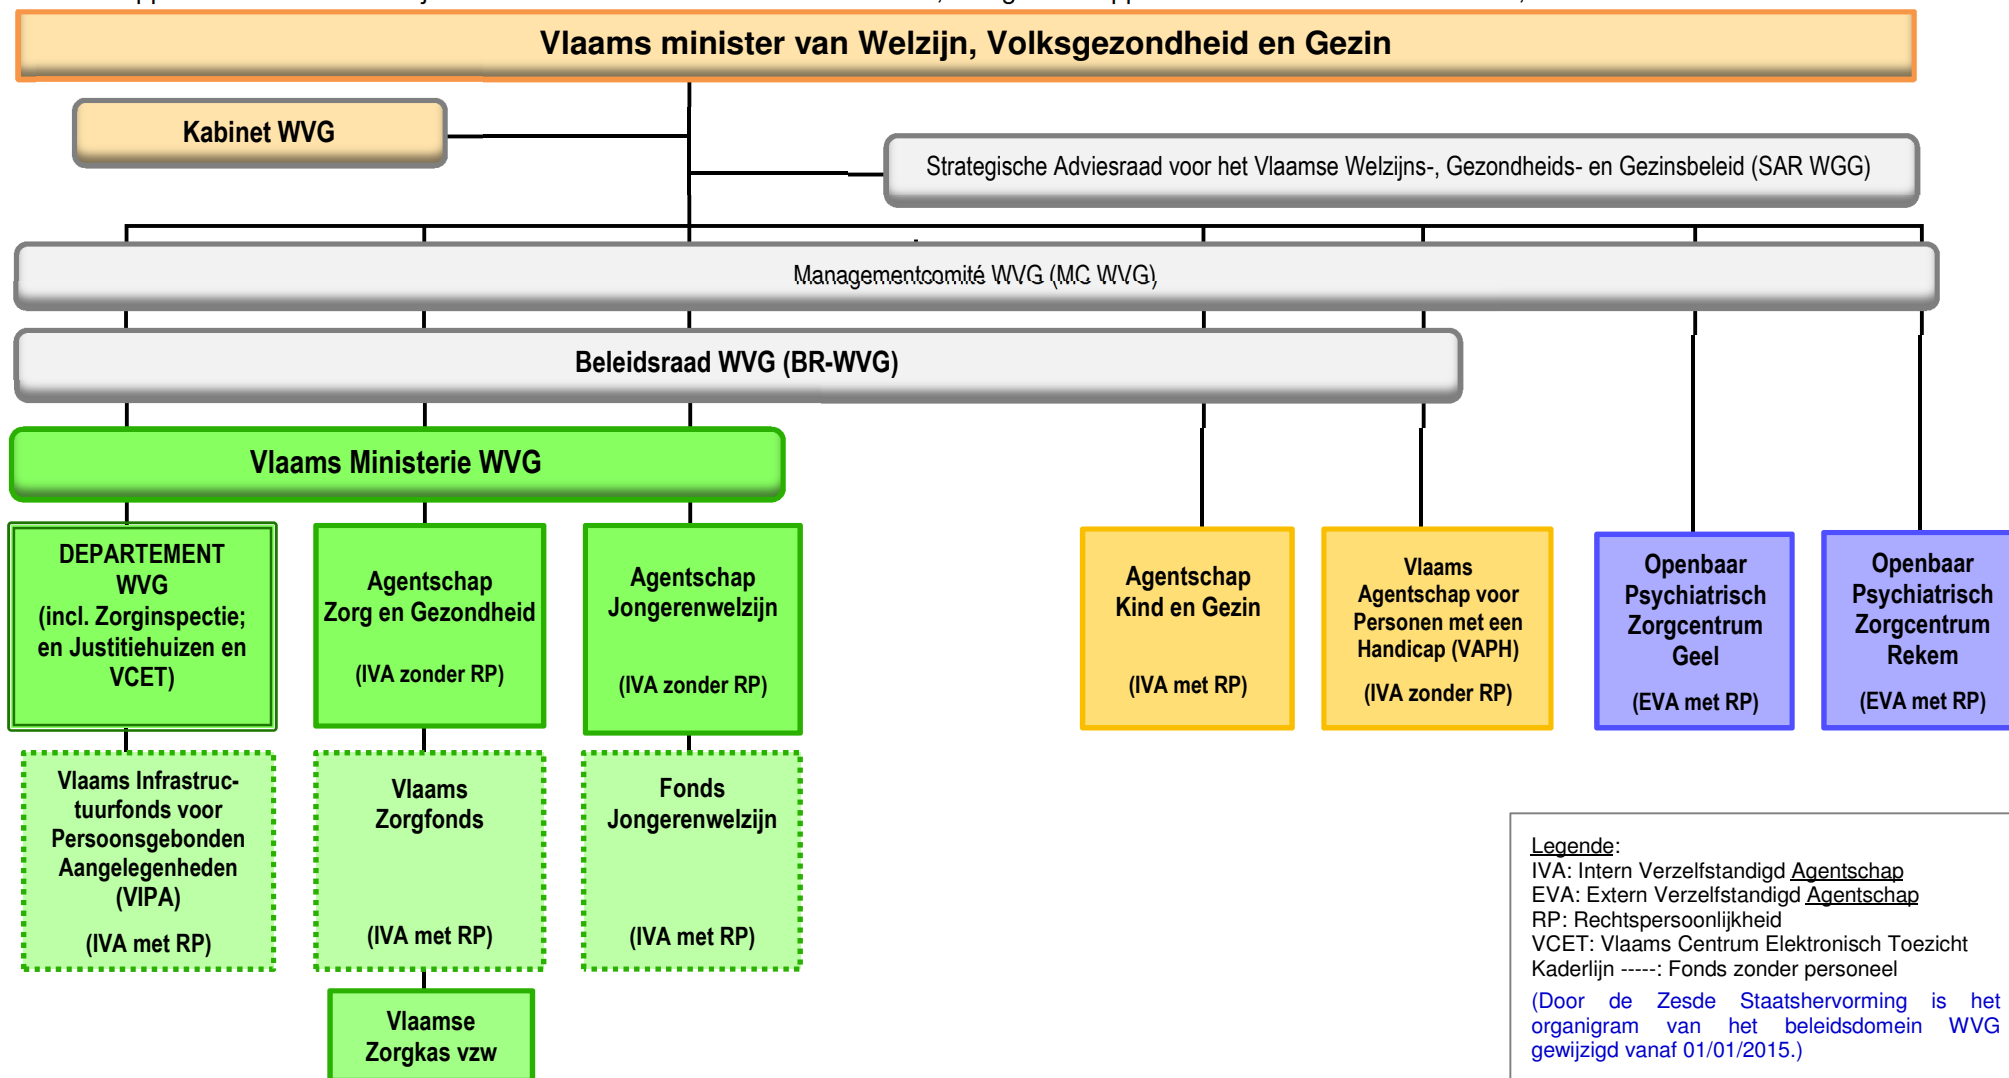 Vlaams minister van Welzijn, Volksgezondheid en Gezin
Kabinet WVG
Strategische Adviesraad voor het Vlaamse Welzijns-, Gezondheids- en Gezinsbeleid (SAR WGG)
Managementcomité WVG (MC WVG)
Beleidsraad WVG (BR-WVG)
Vlaams Ministerie WVG
DEPARTEMENT
WVG
(incl. Zorginspectie;
en Justitiehuizen en
VCET)
Agentschap
Zorg en Gezondheid
(IVA zonder RP)
Agentschap
Jongerenwelzijn
(IVA zonder RP)
Agentschap
Kind en Gezin
(IVA met RP)
Vlaams
Agentschap voor
Personen met een
Handicap (VAPH)
(IVA zonder RP)
Openbaar
Psychiatrisch
Zorgcentrum
Geel
(EVA met RP)
Openbaar
Psychiatrisch
Zorgcentrum
Rekem
(EVA met RP)
Vlaams Infrastruc-
tuurfonds voor
Persoonsgebonden
Aangelegenheden
(VIPA)
(IVA met RP)
Vlaams
Zorgfonds
(IVA met RP)
Fonds
Jongerenwelzijn
(IVA met RP)
Vlaamse
Zorgkas vzw
Legende:
IVA: Intern Verzelfstandigd Agentschap
EVA: Extern Verzelfstandigd Agentschap
RP: Rechtspersoonlijkheid
VCET: Vlaams Centrum Elektronisch Toezicht
Kaderlijn -----: Fonds zonder personeel
(Door de Zesde Staatshervorming is het
organigram van het beleidsdomein WVG
gewijzigd vanaf 01/01/2015.)